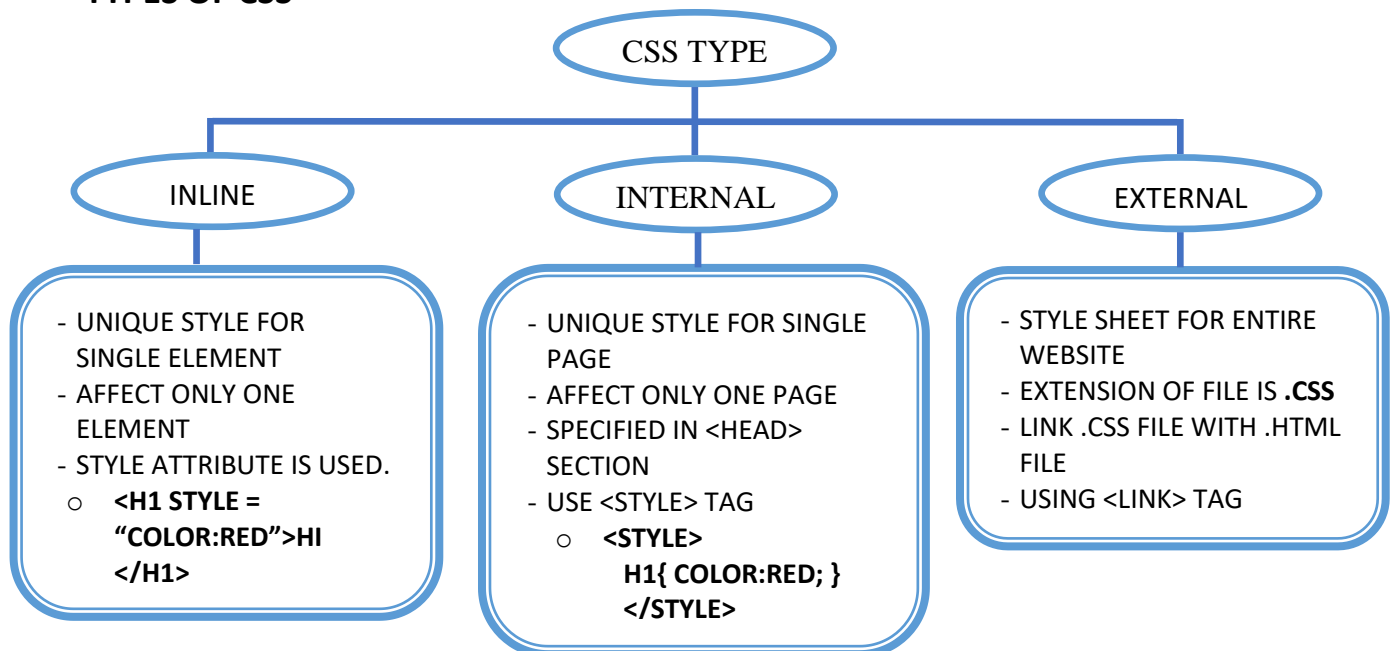 TYPES OF CSS
CSS TYPE
INLINE
- UNIQUE STYLE FOR
SINGLE ELEMENT
- AFFECT ONLY ONE
ELEMENT
- STYLE ATTRIBUTE IS USED.
o <H1 STYLE =
“COLOR:RED”>HI
</H1>
INTERNAL
- UNIQUE STYLE FOR SINGLE
PAGE
- AFFECT ONLY ONE PAGE
- SPECIFIED IN <HEAD>
SECTION
- USE <STYLE> TAG
o <STYLE>
H1{ COLOR:RED; }
</STYLE>
EXTERNAL
- STYLE SHEET FOR ENTIRE
WEBSITE
- EXTENSION OF FILE IS .CSS
- LINK .CSS FILE WITH .HTML
FILE
- USING <LINK> TAG